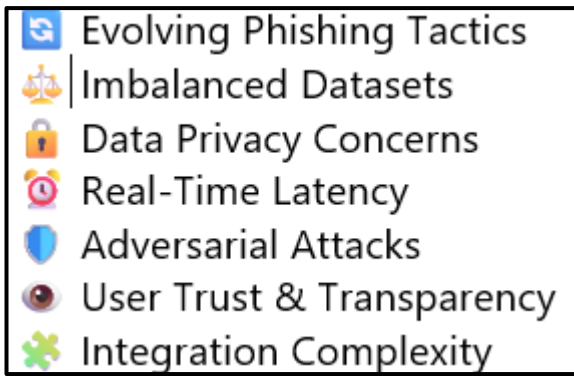 🔄 Evolving Phishing Tactics
⚖️ Imbalanced Datasets
🔒 Data Privacy Concerns
⏰ Real-Time Latency
🛡️ Adversarial Attacks
👁️ User Trust & Transparency
🧩 Integration Complexity